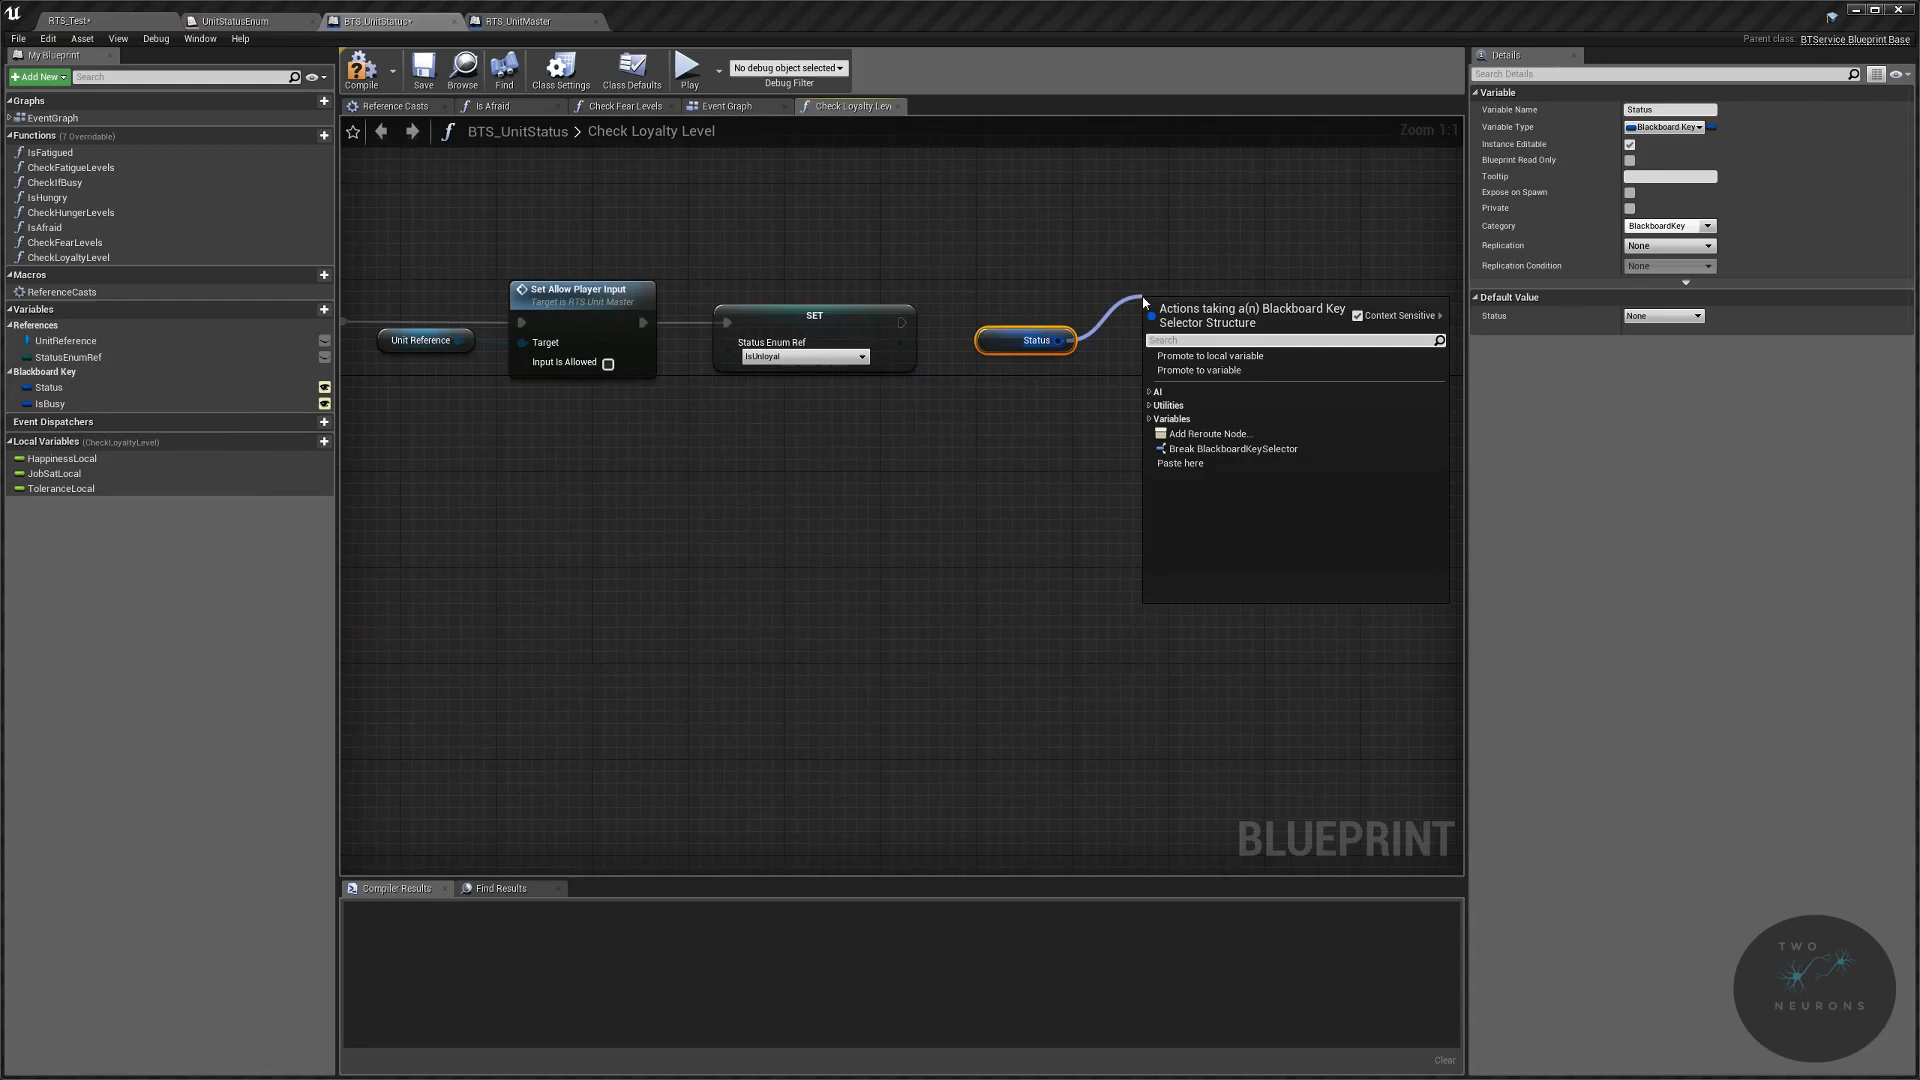 RTS_Test*
UnitStatusEnum
BTS_UnitStatus*
RTS_UnitMaster
File Edit Asset View Debug Window Help
Parent class: BTService Blueprint Base
My Blueprint
Add New
Search
Compile
Save
Browse
Find
Class Settings
Class Defaults
Play
No debug object selected
Debug Filter
Details
Search Details
Reference Casts
Is Afraid
Check Fear Levels
Event Graph
Check Loyalty Leve
BTS_UnitStatus > Check Loyalty Level
Zoom 1:1
Graphs
EventGraph
Functions (7 Overridable)
IsFatigued
CheckFatigueLevels
CheckIfBusy
IsHungry
CheckHungerLevels
IsAfraid
CheckFearLevels
CheckLoyaltyLevel
Macros
ReferenceCasts
Variables
References
UnitReference
StatusEnumRef
Blackboard Key
Status
IsBusy
Event Dispatchers
Local Variables (CheckLoyaltyLevel)
HappinessLocal
JobSatLocal
ToleranceLocal
Unit Reference
Set Allow Player Input
Target is RTS Unit Master
Target
Input Is Allowed
SET
Status Enum Ref
IsUnloyal
Status
Actions taking a(n) Blackboard Key
Selector Structure
Context Sensitive
Search
Promote to local variable
Promote to variable
AI
Utilities
Variables
Add Reroute Node...
Break BlackboardKeySelector
Paste here
BLUEPRINT
Variable
Variable Name Status
Variable Type Blackboard Key
Instance Editable
Blueprint Read Only
Tooltip
Expose on Spawn
Private
Category BlackboardKey
Replication None
Replication Condition None
Default Value
Status None
Compiler Results
Find Results
Clear
TWO
NEURONS